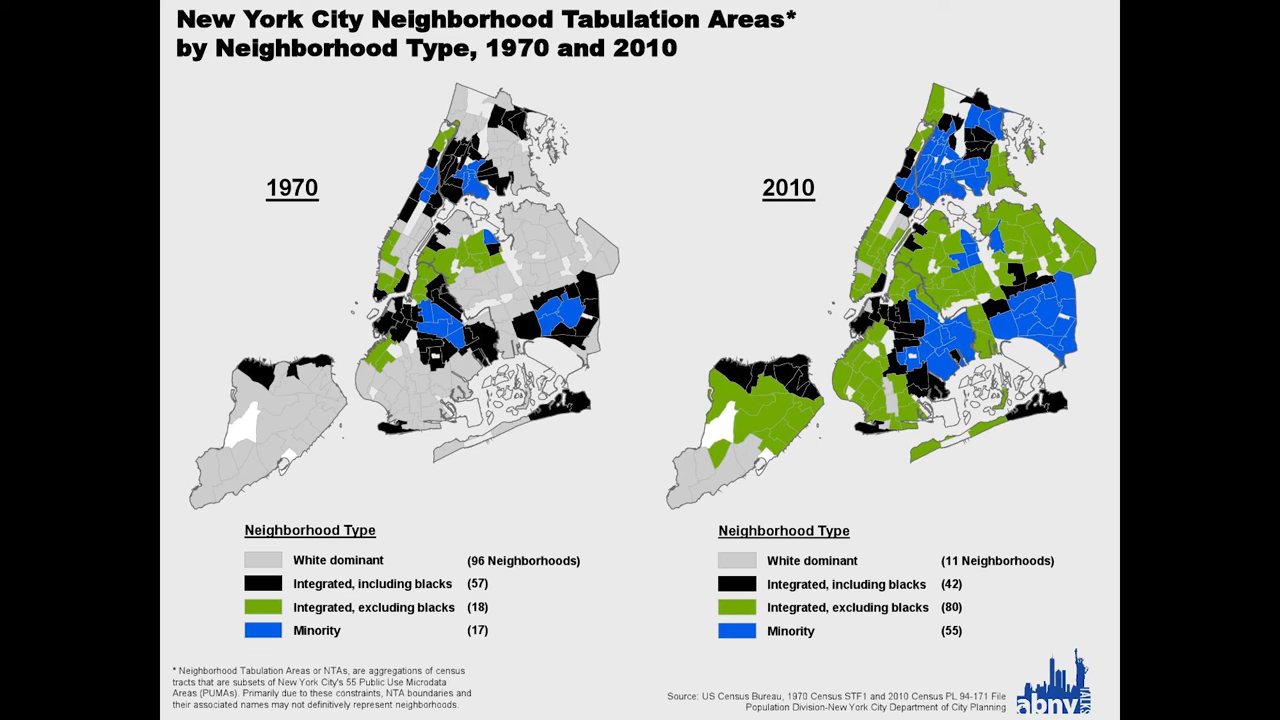 New York City Neighborhood Tabulation Areas*
by Neighborhood Type, 1970 and 2010
1970
2010
Neighborhood Type
White dominant (96 Neighborhoods)
Integrated, including blacks (57)
Integrated, excluding blacks (18)
Minority (17)
Neighborhood Type
White dominant (11 Neighborhoods)
Integrated, including blacks (42)
Integrated, excluding blacks (80)
Minority (55)
* Neighborhood Tabulation Areas or NTAs, are aggregations of census
tracts that are subsets of New York City's 55 Public Use Microdata
Areas (PUMAs). Primarily due to these constraints, NTA boundaries and
their associated names may not definitively represent neighborhoods.
Source: US Census Bureau, 1970 Census STF1 and 2010 Census PL 94-171 File
Population Division-New York City Department of City Planning
abny
TALKS